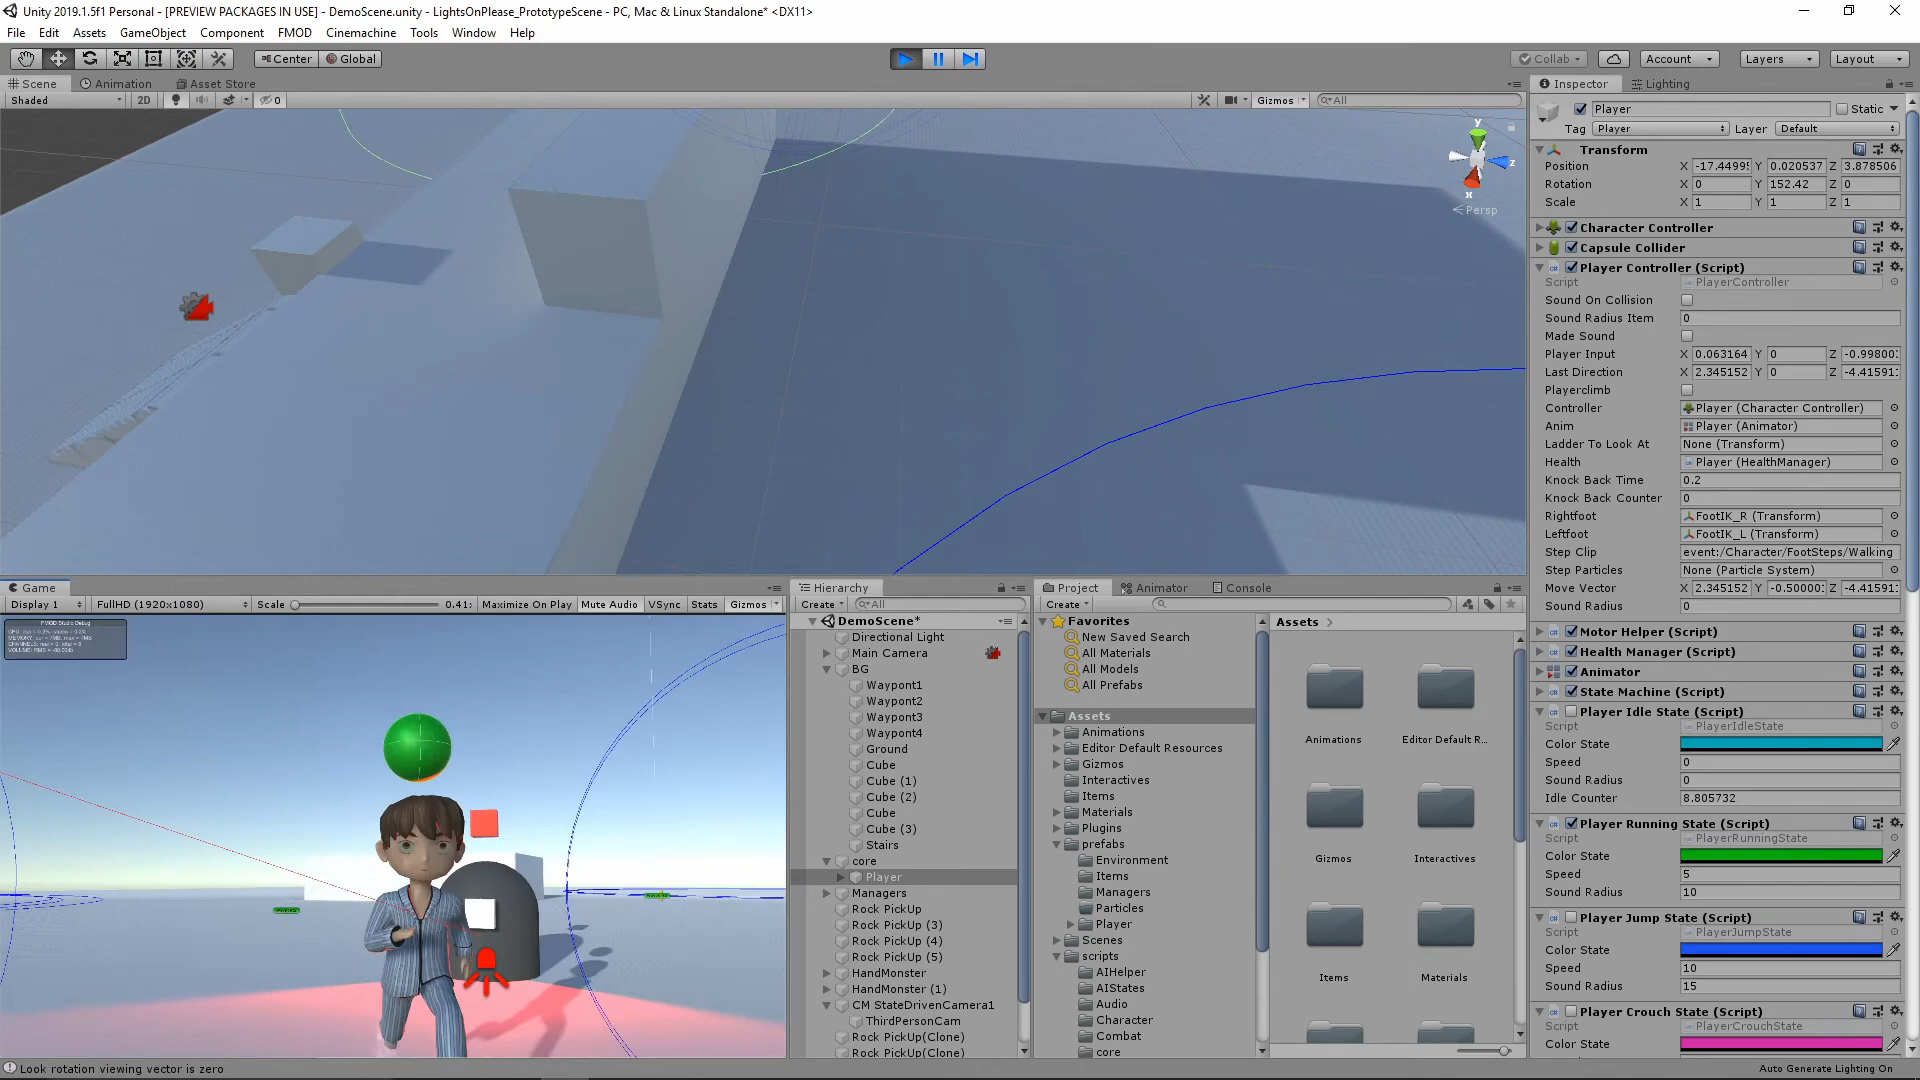 Unity 2019.1.5f1 Personal - [PREVIEW PACKAGES IN USE] - DemoScene.unity - LightsOnPlease_PrototypeScene - PC, Mac & Linux Standalone* <DX11>
File Edit Assets GameObject Component FMOD Cinemachine Tools Window Help
Center Global Collab Account Layers Layout
Scene Animation Asset Store
Shaded 2D 0 Gizmos All
y
z
x
Persp
Inspector Lighting
Player Static
Tag Player Layer Default
Transform
Position X -17.4499 Y 0.020537 Z 3.878506
Rotation X 0 Y 152.42 Z 0
Scale X 1 Y 1 Z 1
Character Controller
Capsule Collider
Player Controller (Script)
Script PlayerController
Sound On Collision
Sound Radius Item 0
Made Sound
Player Input X 0.063164 Y 0 Z -0.99800
Last Direction X 2.345152 Y 0 Z -4.41591
Playerclimb
Controller Player (Character Controller)
Anim Player (Animator)
Ladder To Look At None (Transform)
Health Player (HealthManager)
Knock Back Time 0.2
Knock Back Counter 0
Rightfoot FootIK_R (Transform)
Leftfoot FootIK_L (Transform)
Step Clip event:/Character/FootSteps/Walking
Step Particles None (Particle System)
Move Vector X 2.345152 Y -0.50000 Z -4.41591
Sound Radius 0
Motor Helper (Script)
Health Manager (Script)
Animator
State Machine (Script)
Player Idle State (Script)
Script PlayerIdleState
Color State
Speed 0
Sound Radius 0
Idle Counter 8.805732
Player Running State (Script)
Script PlayerRunningState
Color State
Speed 5
Sound Radius 10
Player Jump State (Script)
Script PlayerJumpState
Color State
Speed 10
Sound Radius 15
Player Crouch State (Script)
Script PlayerCrouchState
Color State
Game
Display 1 FullHD (1920x1080) Scale 0.41 Maximize On Play Mute Audio VSync Stats Gizmos
FMOD Studio Debug
Hierarchy
Create All
DemoScene*
Directional Light
Main Camera
BG
Waypont1
Waypont2
Waypont3
Waypont4
Ground
Cube
Cube (1)
Cube (2)
Cube
Cube (3)
Stairs
core
Player
Managers
Rock PickUp
Rock PickUp (3)
Rock PickUp (4)
Rock PickUp (5)
HandMonster
HandMonster (1)
CM StateDrivenCamera1
ThirdPersonCam
Rock PickUp(Clone)
Rock PickUp(Clone)
Project Animator Console
Create
Favorites
New Saved Search
All Materials
All Models
All Prefabs
Assets
Animations
Editor Default Resources
Gizmos
Interactives
Items
Materials
Plugins
prefabs
Environment
Items
Managers
Particles
Player
Scenes
scripts
AIHelper
AIStates
Audio
Character
Combat
core
Assets
Animations Editor Default R...
Gizmos Interactives
Items Materials
Look rotation viewing vector is zero
Auto Generate Lighting On